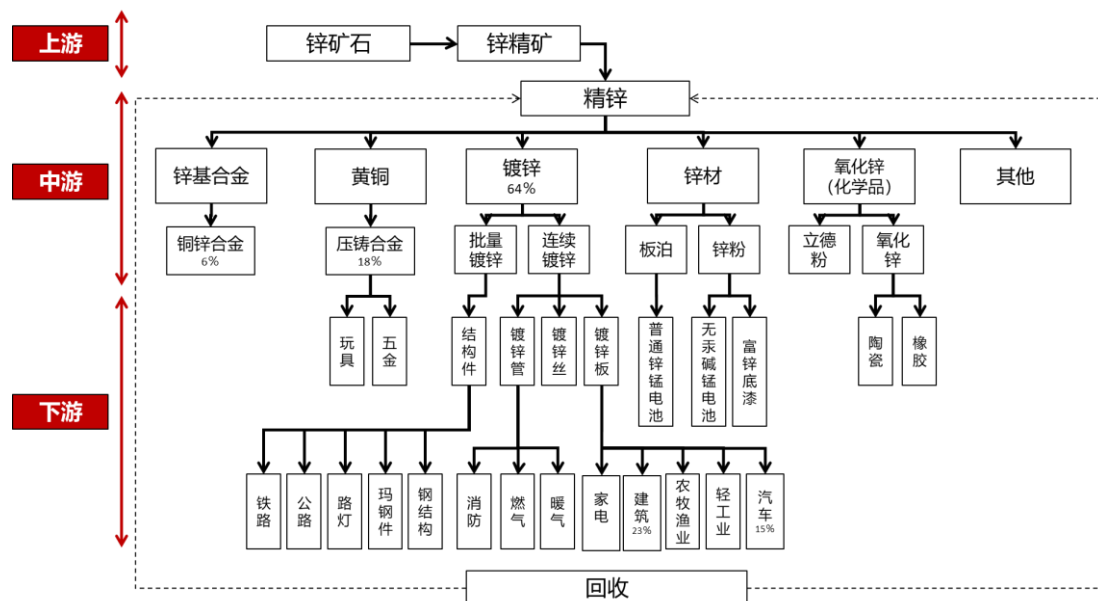 上游
锌矿石
锌精矿
精锌
中游
锌基合金
黄铜
镀锌
64%
锌材
氧化锌
(化学品)
其他
铜锌合金
6%
压铸合金
18%
批量
镀锌
连续
镀锌
板泊
锌粉
立德
粉
氧化
锌
下游
玩具
五金
结构件
镀锌管
镀锌丝
镀锌板
普通锌锰电池
无汞碱锰电池
富锌底漆
陶瓷
橡胶
铁路
公路
路灯
玛钢件
钢结构
消防
燃气
暖气
家电
建筑
23%
农牧渔业
轻工业
汽车
15%
回收